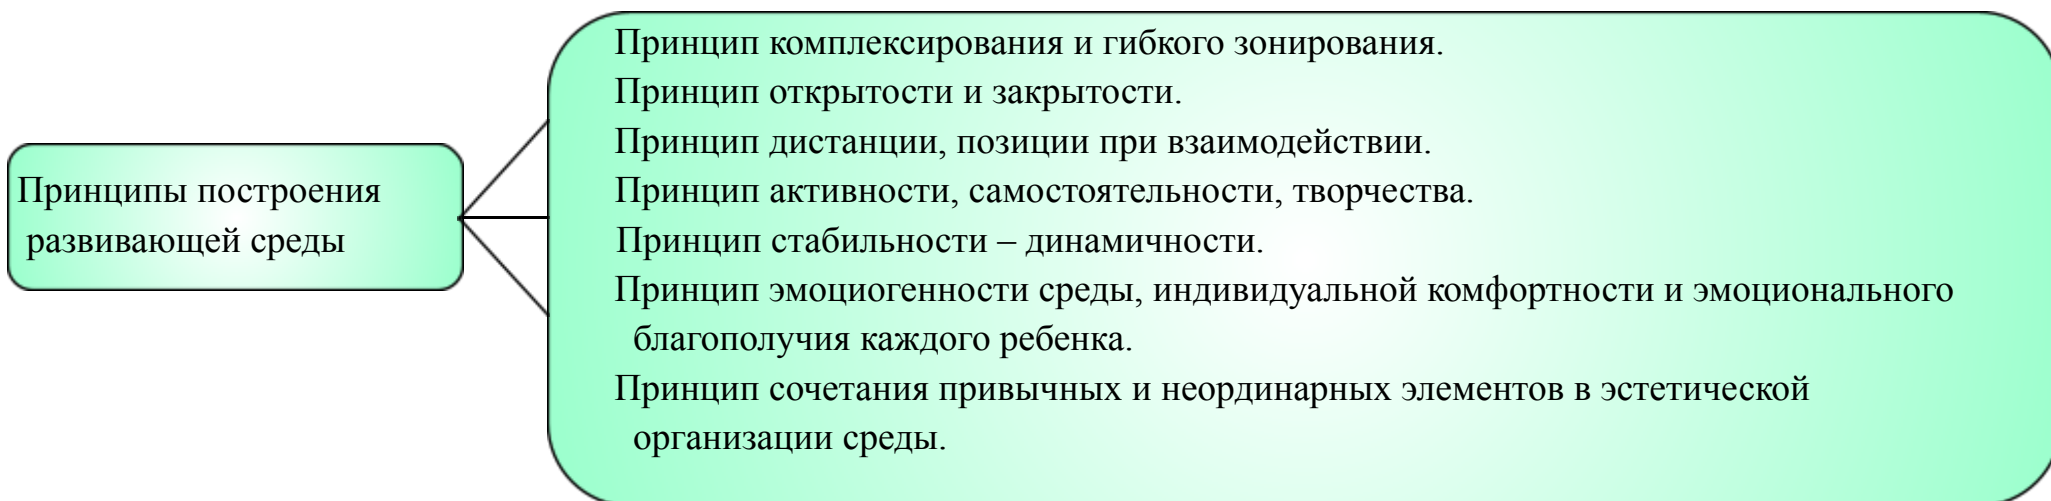 Принципы построения
развивающей среды
Принцип комплексирования и гибкого зонирования.
Принцип открытости и закрытости.
Принцип дистанции, позиции при взаимодействии.
Принцип активности, самостоятельности, творчества.
Принцип стабильности – динамичности.
Принцип эмоциогенности среды, индивидуальной комфортности и эмоционального
благополучия каждого ребенка.
Принцип сочетания привычных и неординарных элементов в эстетической
организации среды.